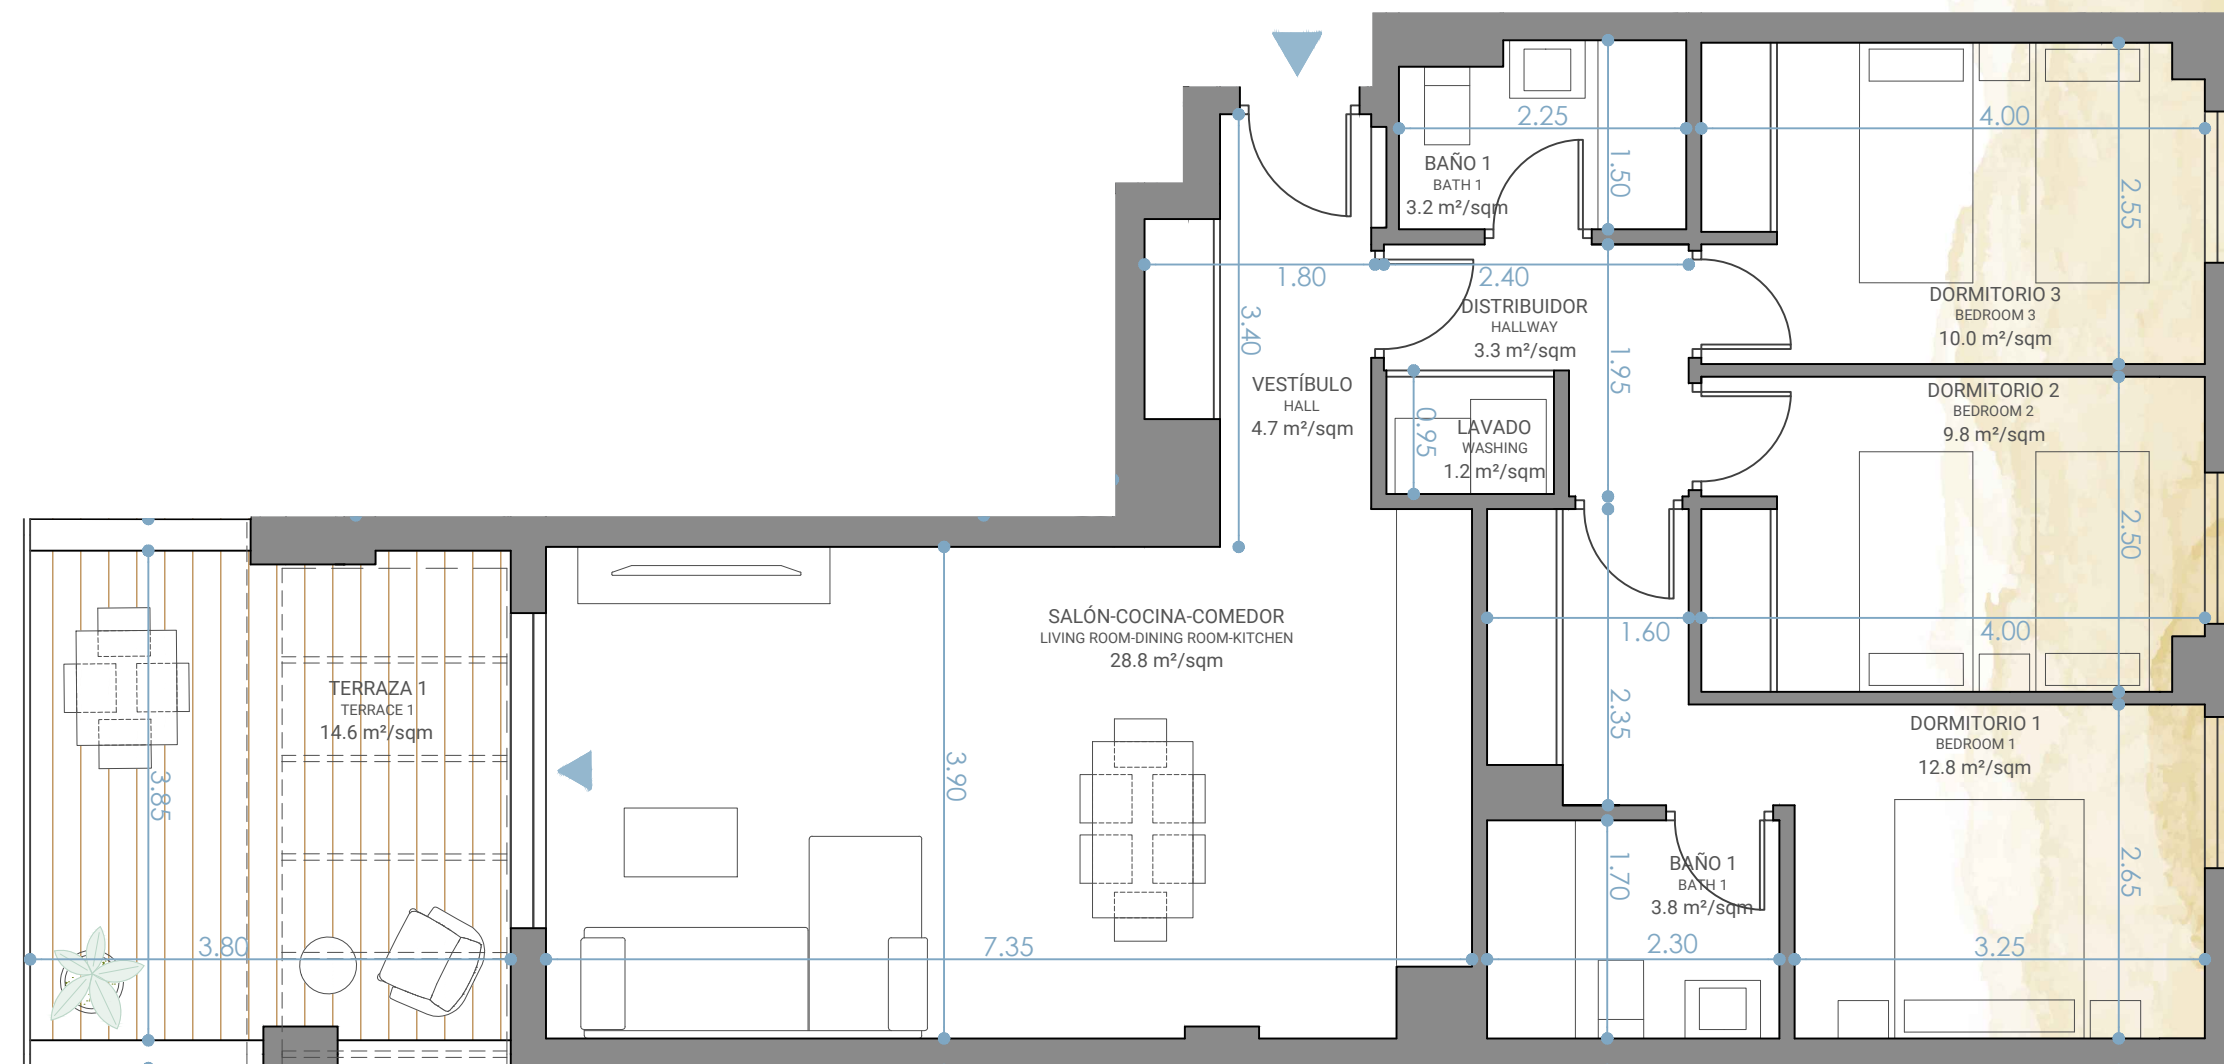 2.25
4.00
1.50
BAÑO 1
BATH 1
3.2 m²/sqm
2.55
1.80
2.40
3.40
DISTRIBUIDOR
HALLWAY
3.3 m²/sqm
1.95
DORMITORIO 3
BEDROOM 3
10.0 m²/sqm
VESTÍBULO
HALL
4.7 m²/sqm
0.95
LAVADO
WASHING
1.2 m²/sqm
DORMITORIO 2
BEDROOM 2
9.8 m²/sqm
2.50
SALÓN-COCINA-COMEDOR
LIVING ROOM-DINING ROOM-KITCHEN
28.8 m²/sqm
1.60
4.00
TERRAZA 1
TERRACE 1
14.6 m²/sqm
2.35
DORMITORIO 1
BEDROOM 1
12.8 m²/sqm
3.85
3.90
1.70
BAÑO 1
BATH 1
3.8 m²/sqm
2.65
3.80
7.35
2.30
3.25